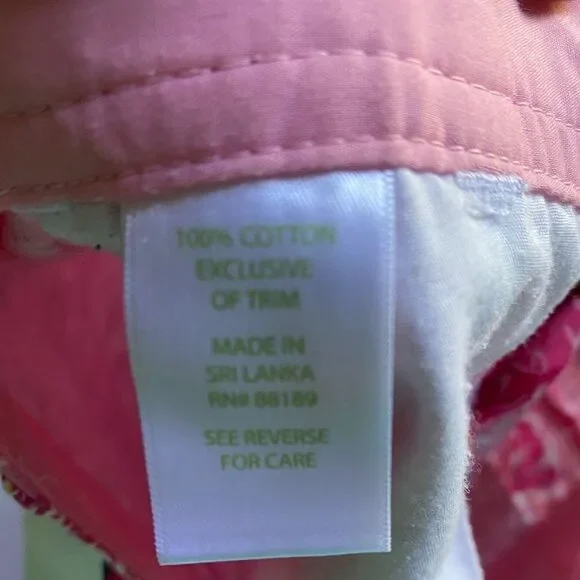 100% COTTON
EXCLUSIVE
OF TRIM
MADE IN
SRI LANKA
RN# 88189
SEE REVERSE
FOR CARE